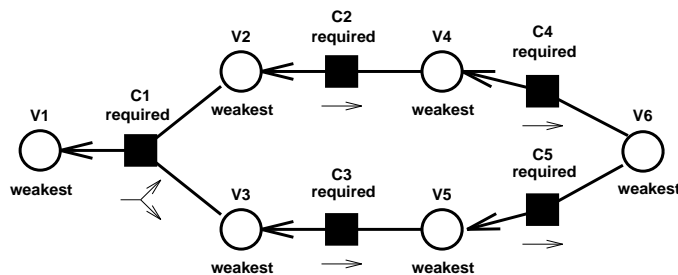 C2
required
C4
required
V2
V4
C1
required
V1
V6
weakest
weakest
weakest
C3
required
C5
required
V3
V5
weakest
weakest
weakest